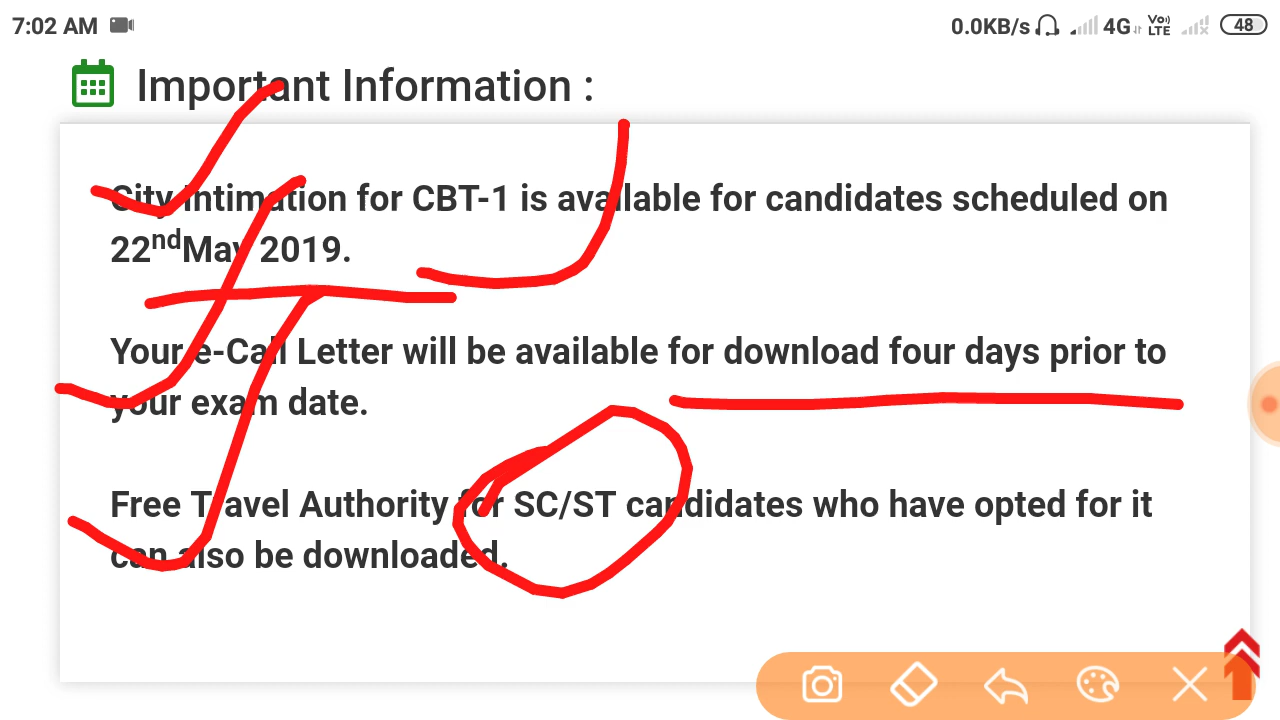 7:02 AM 0.0KB/s 4G Vo)) LTE 48
Important Information :
City Intimation for CBT-1 is available for candidates scheduled on
22ndMay 2019.
Your e-Call Letter will be available for download four days prior to
your exam date.
Free Travel Authority for SC/ST candidates who have opted for it
can also be downloaded.